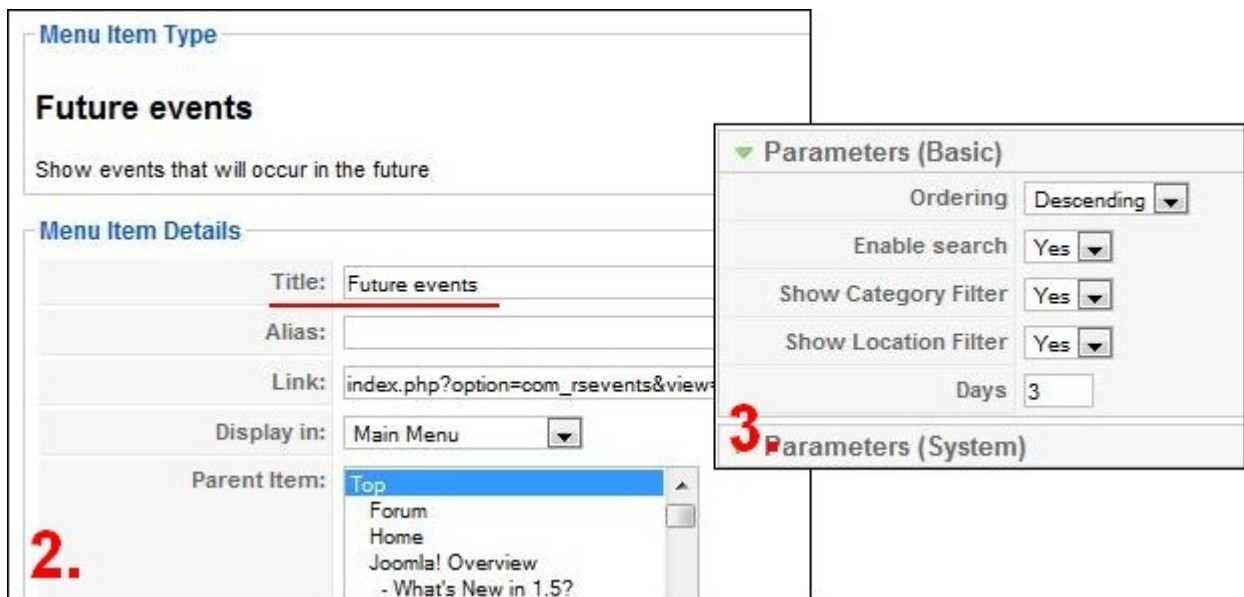 Menu Item Type
Future events
Show events that will occur in the future
Menu Item Details
Title: Future events
Alias:
Link: index.php?option=com_rsevents&view=
Display in: Main Menu
Parent Item: Top
Forum
Home
Joomla! Overview
- What's New in 1.5?
2.
Parameters (Basic)
Ordering Descending
Enable search Yes
Show Category Filter Yes
Show Location Filter Yes
Days 3
3.
Parameters (System)